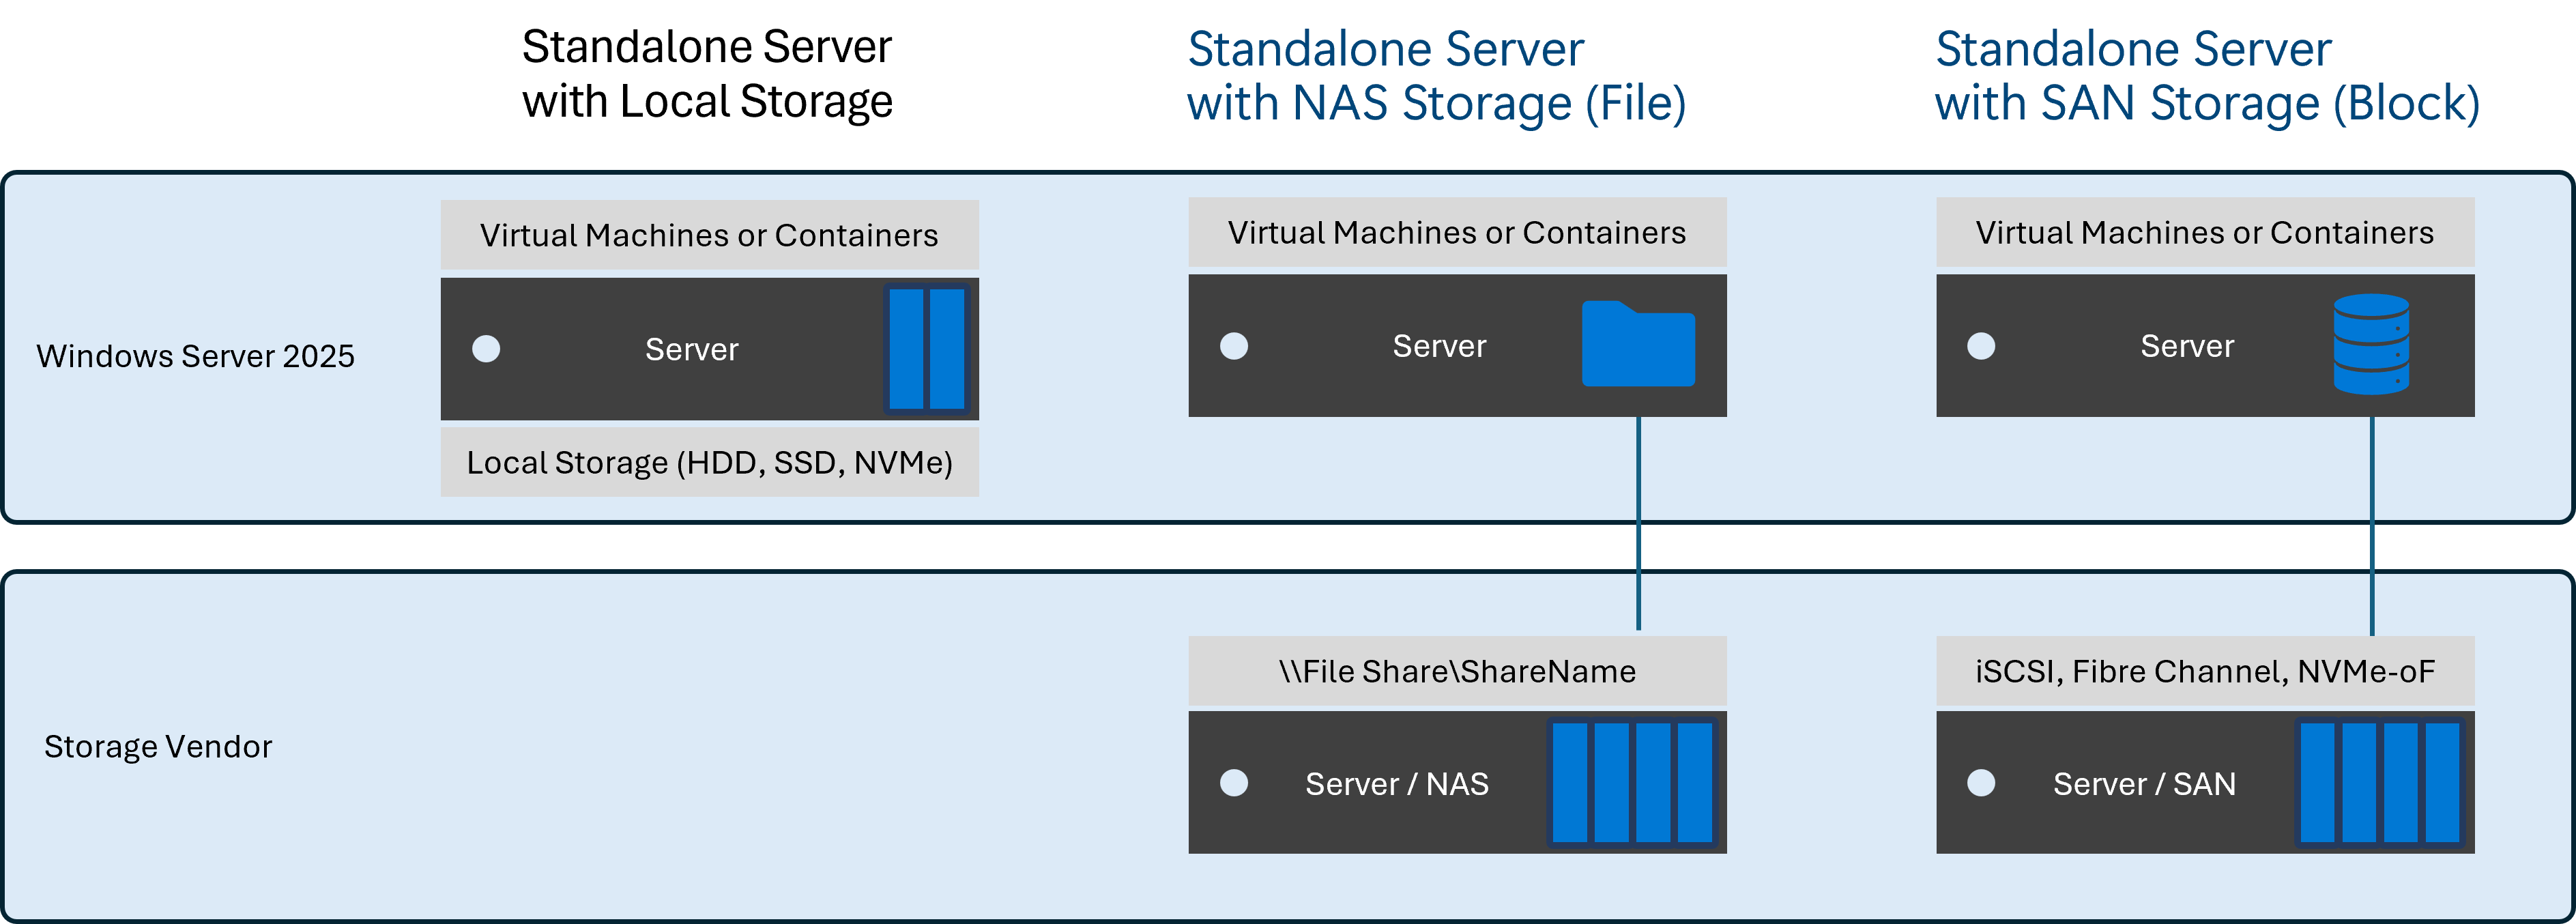 Standalone Server
with Local Storage
Standalone Server
with NAS Storage (File)
Standalone Server
with SAN Storage (Block)
Windows Server 2025
Virtual Machines or Containers
Server
Local Storage (HDD, SSD, NVMe)
Virtual Machines or Containers
Server
Virtual Machines or Containers
Server
Storage Vendor
\\File Share\ShareName
Server / NAS
iSCSI, Fibre Channel, NVMe-oF
Server / SAN